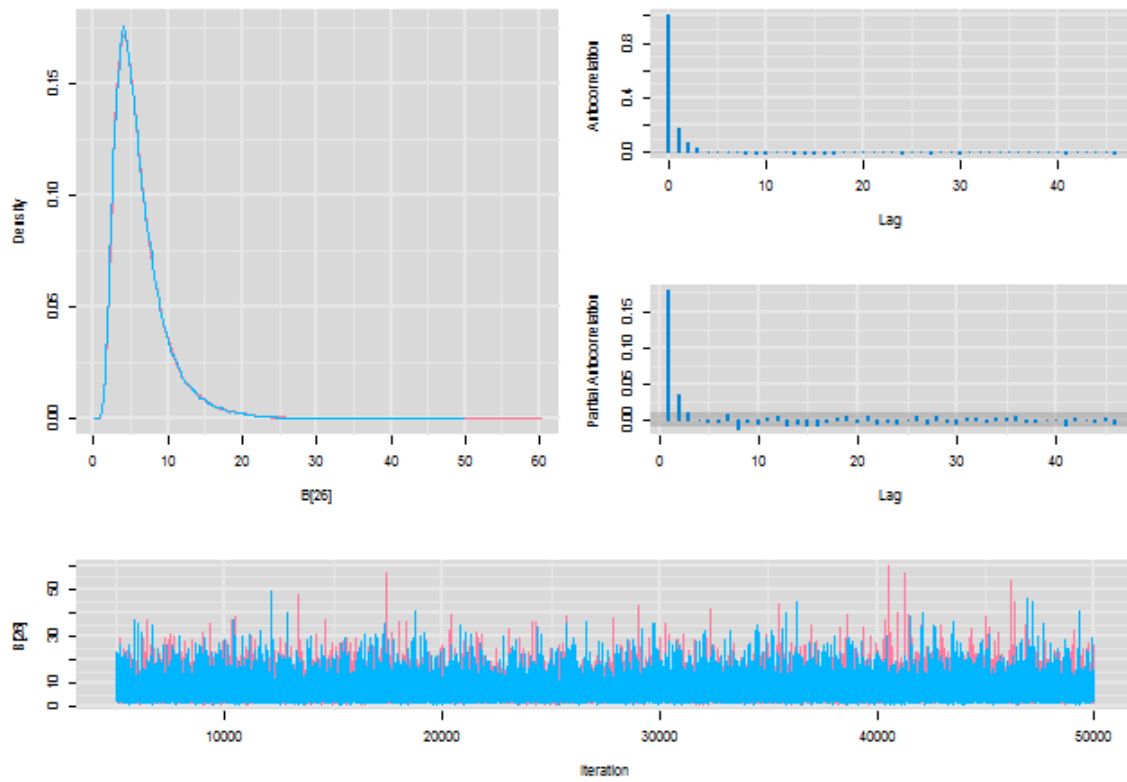 Density
0.00 0.05 0.10 0.15
0 10 20 30 40 50 60
B[26]
Autocorrelation
0.0 0.4 0.8
0 10 20 30 40
Lag
Partial Autocorrelation
0.00 0.05 0.10 0.15
0 10 20 30 40
Lag
B[26]
0 10 30 50
10000 20000 30000 40000 50000
Iteration